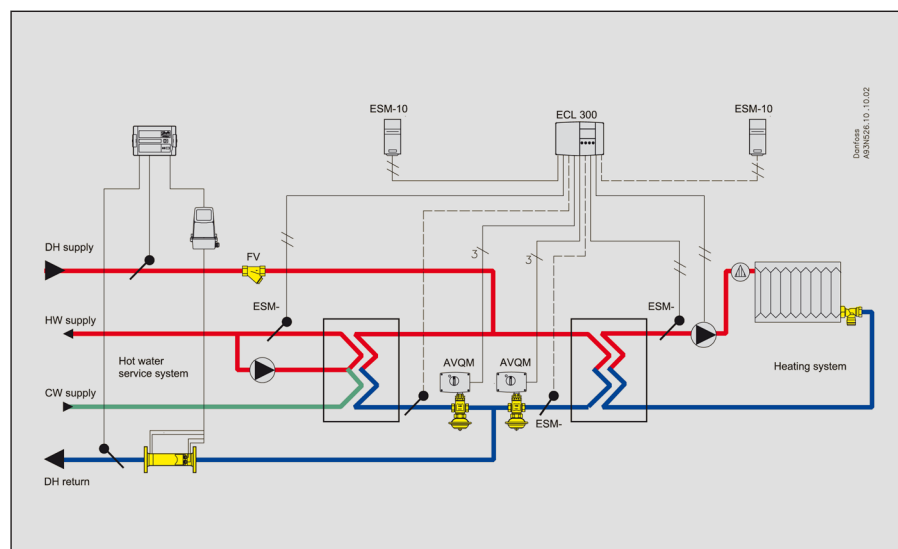 ESM-10
ECL 300
ESM-10
Danfoss
A93N526.10 .10.02
DH supply
FV
3
3
ESM-
ESM-
HW supply
Hot water
service system
AVQM
AVQM
Heating system
CW supply
ESM-
DH return